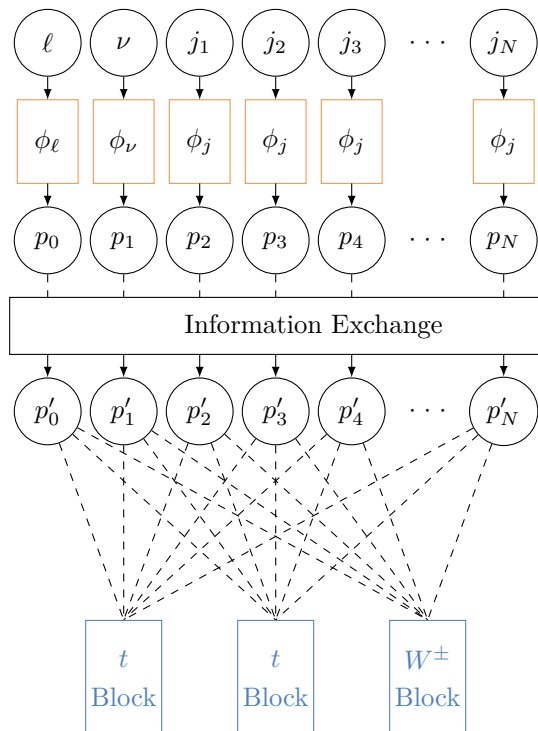 ℓ ν j₁ j₂ j₃ ··· j_N
ϕ_ℓ ϕ_ν ϕ_j ϕ_j ϕ_j ϕ_j
p₀ p₁ p₂ p₃ p₄ ··· p_N
Information Exchange
p′₀ p′₁ p′₂ p′₃ p′₄ ··· p′_N
t t W±
Block Block Block